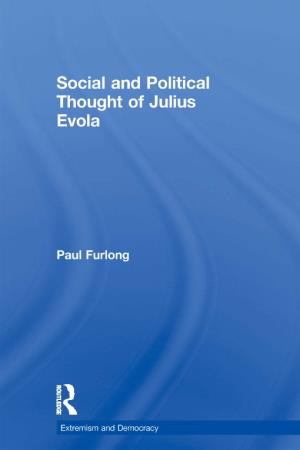 Social and Political
Thought of Julius
Evola
Paul Furlong
ROUTLEDGE
Extremism and Democracy